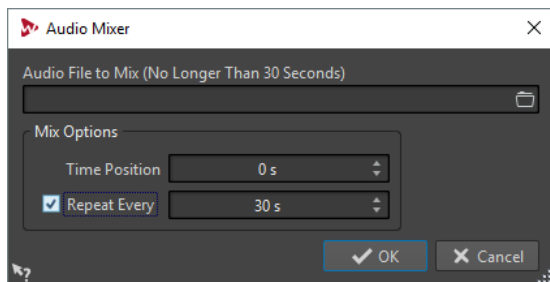 Audio Mixer
Audio File to Mix (No Longer Than 30 Seconds)
Mix Options
Time Position 0 s
Repeat Every 30 s
OK Cancel
?